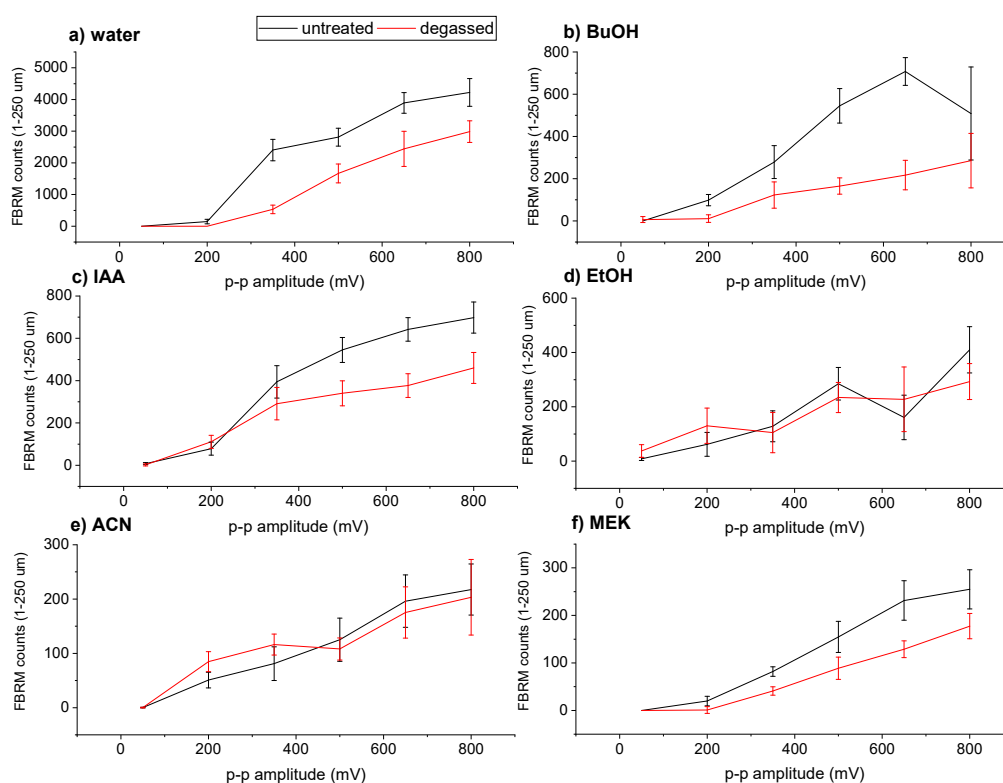 a) water
untreated
degassed
b) BuOH
5000
4000
3000
2000
1000
0
FBRM counts (1-250 um)
0 200 400 600 800
p-p amplitude (mV)
800
600
400
200
0
FBRM counts (1-250 um)
0 200 400 600 800
p-p amplitude (mV)
c) IAA
800
600
400
200
0
FBRM counts (1-250 um)
0 200 400 600 800
p-p amplitude (mV)
d) EtOH
600
400
200
0
FBRM counts (1-250 um)
0 200 400 600 800
p-p amplitude (mV)
e) ACN
300
200
100
0
FBRM counts (1-250 um)
0 200 400 600 800
p-p amplitude (mV)
f) MEK
300
200
100
0
FBRM counts (1-250 um)
0 200 400 600 800
p-p amplitude (mV)